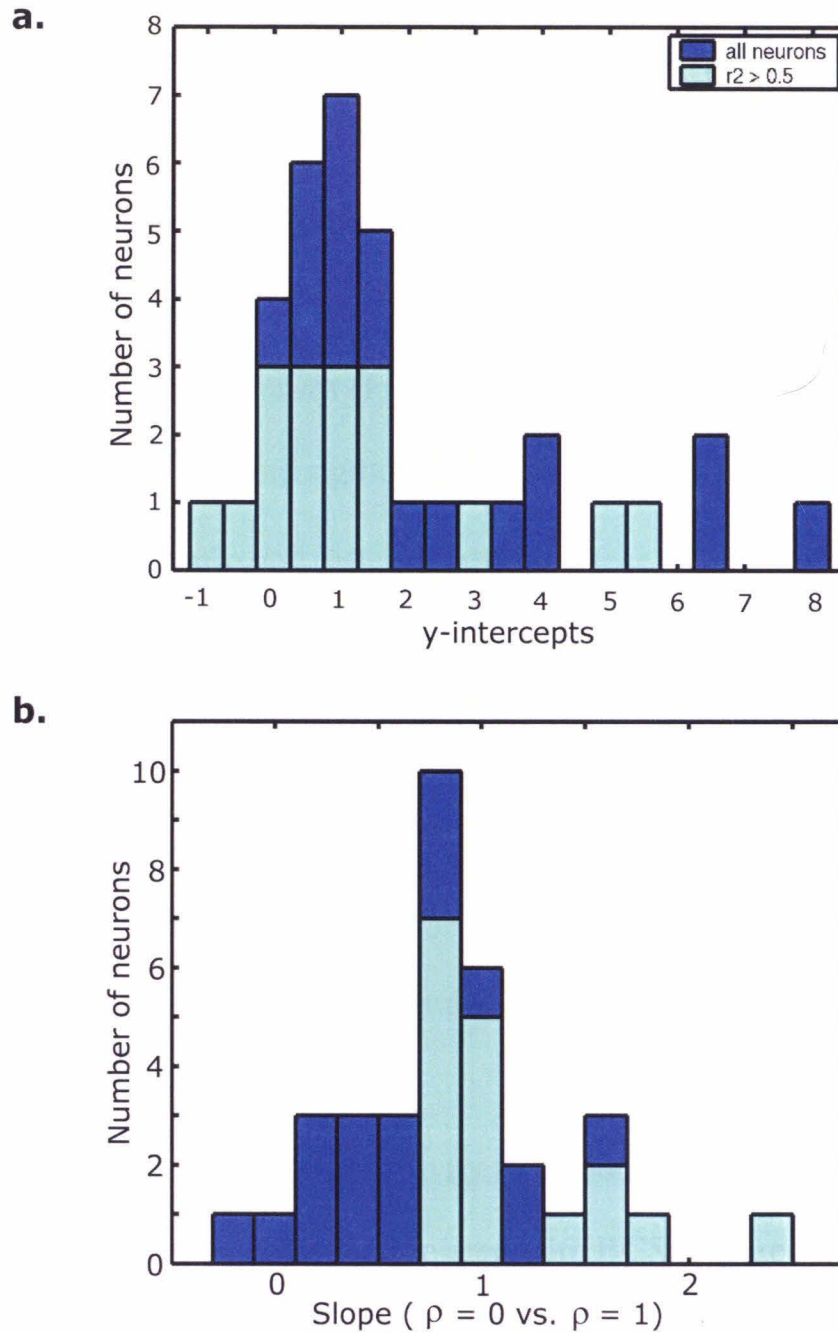 a.
8
7
6
5
4
3
2
1
0
Number of neurons
all neurons
r2 > 0.5
-1 0 1 2 3 4 5 6 7 8
y-intercepts
b.
10
8
6
4
2
0
Number of neurons
0 1 2
Slope ( ρ = 0 vs. ρ = 1)